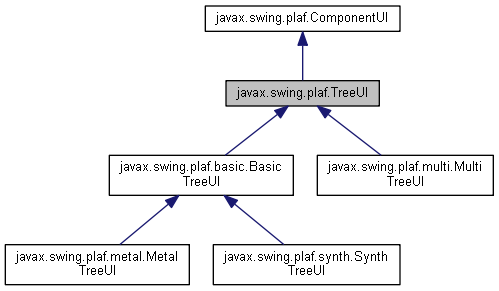 javax.swing.plaf.ComponentUI
javax.swing.plaf.TreeUI
javax.swing.plaf.basic.Basic
TreeUI
javax.swing.plaf.multi.Multi
TreeUI
javax.swing.plaf.metal.Metal
TreeUI
javax.swing.plaf.synth.Synth
TreeUI